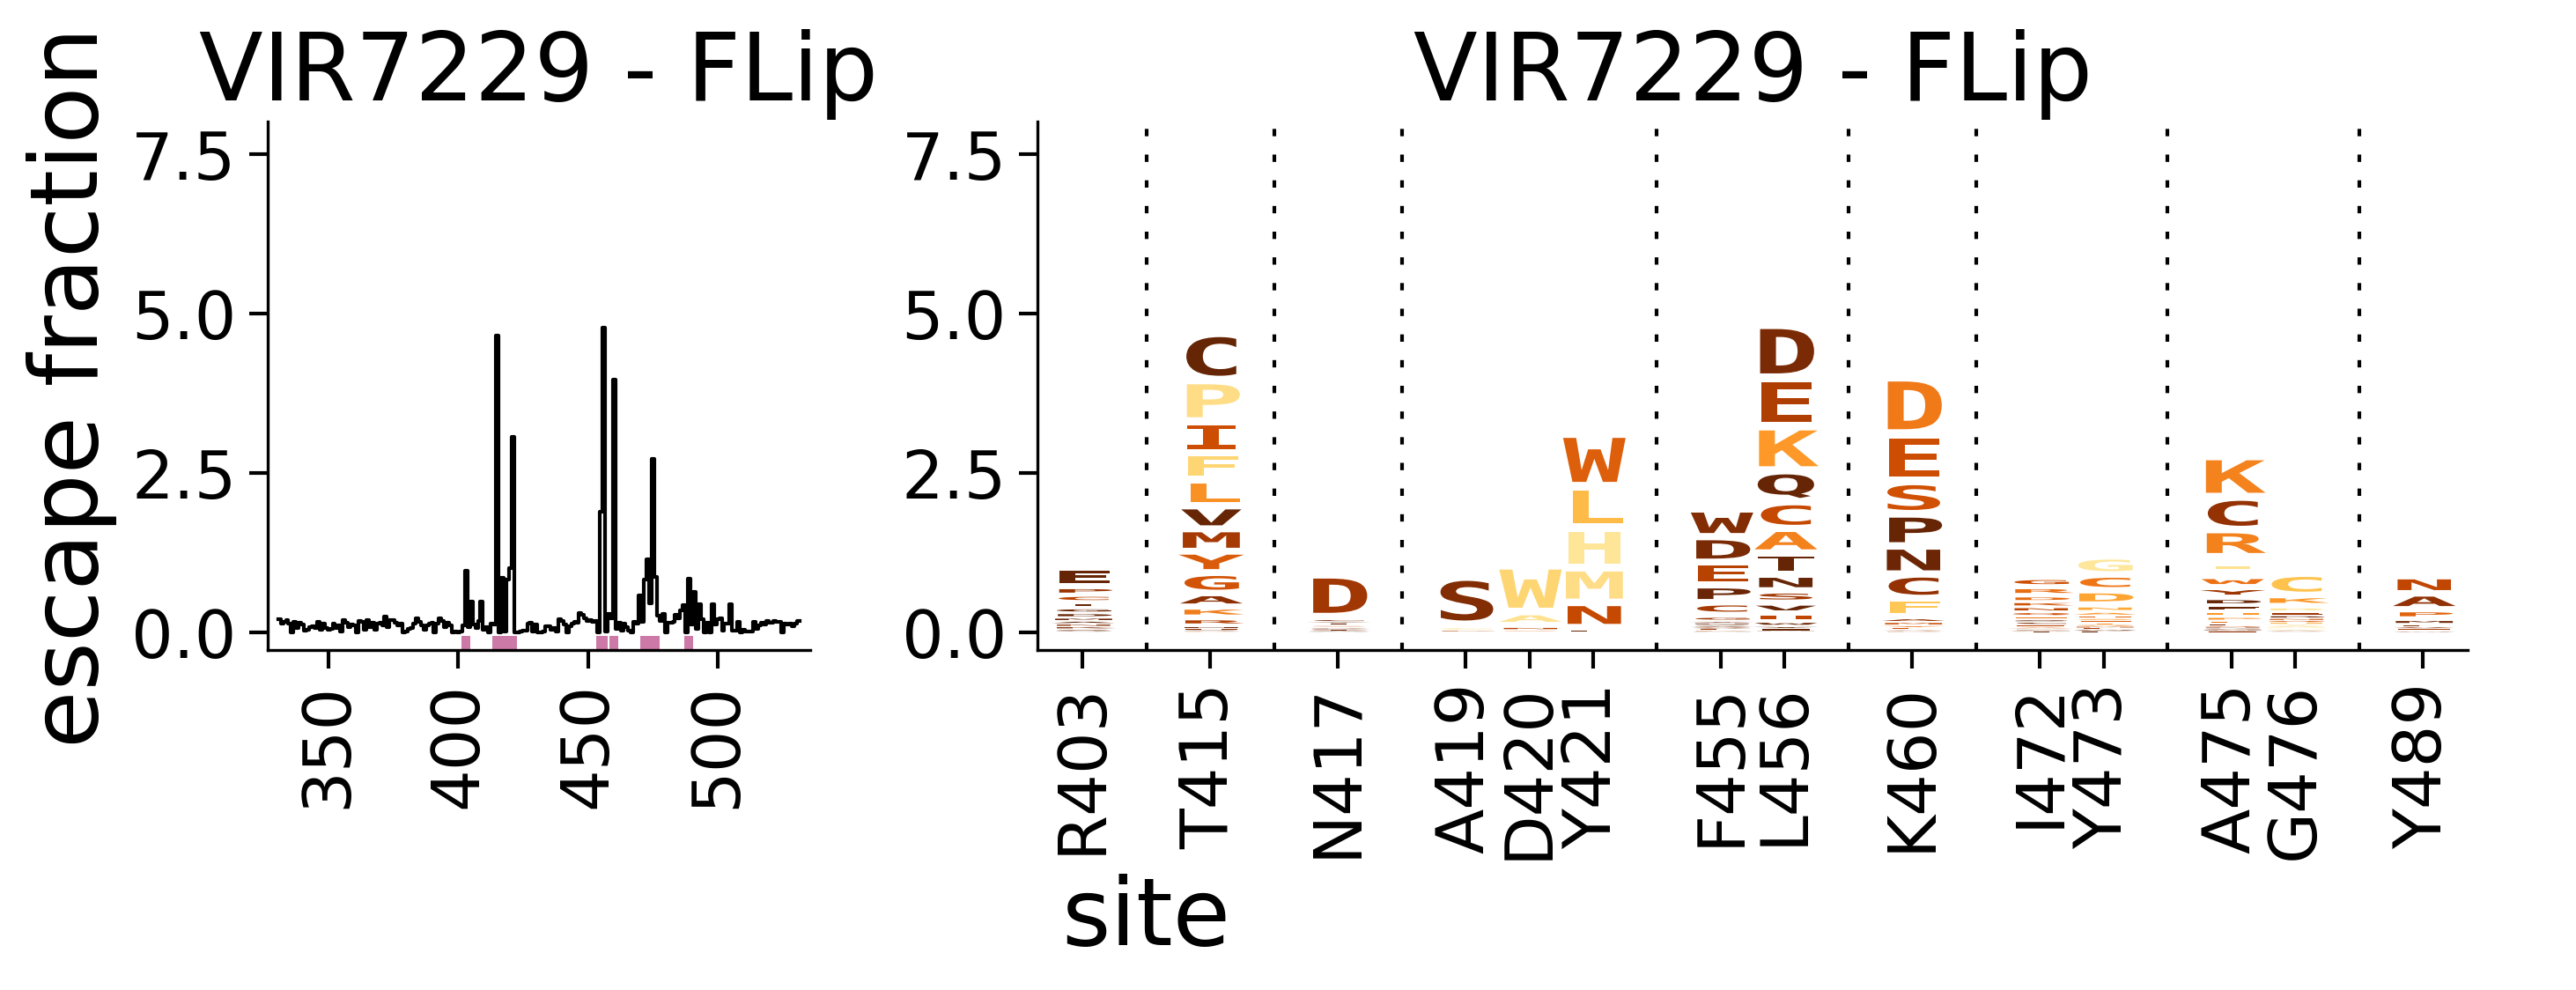 VIR7229 - FLip
VIR7229 - FLip
escape fraction
7.5
5.0
2.5
0.0
350
400
450
500
7.5
5.0
2.5
0.0
C
P
I
F
L
V
M
Y
G
A
K
D
S
W
A
W
L
H
M
N
W
D
E
P
C
D
E
K
Q
C
A
I
N
S
V
D
E
S
P
N
C
F
G
C
D
K
C
R
C
K
N
A
R403
T415
N417
A419
D420
Y421
F455
L456
K460
I472
Y473
A475
G476
Y489
site